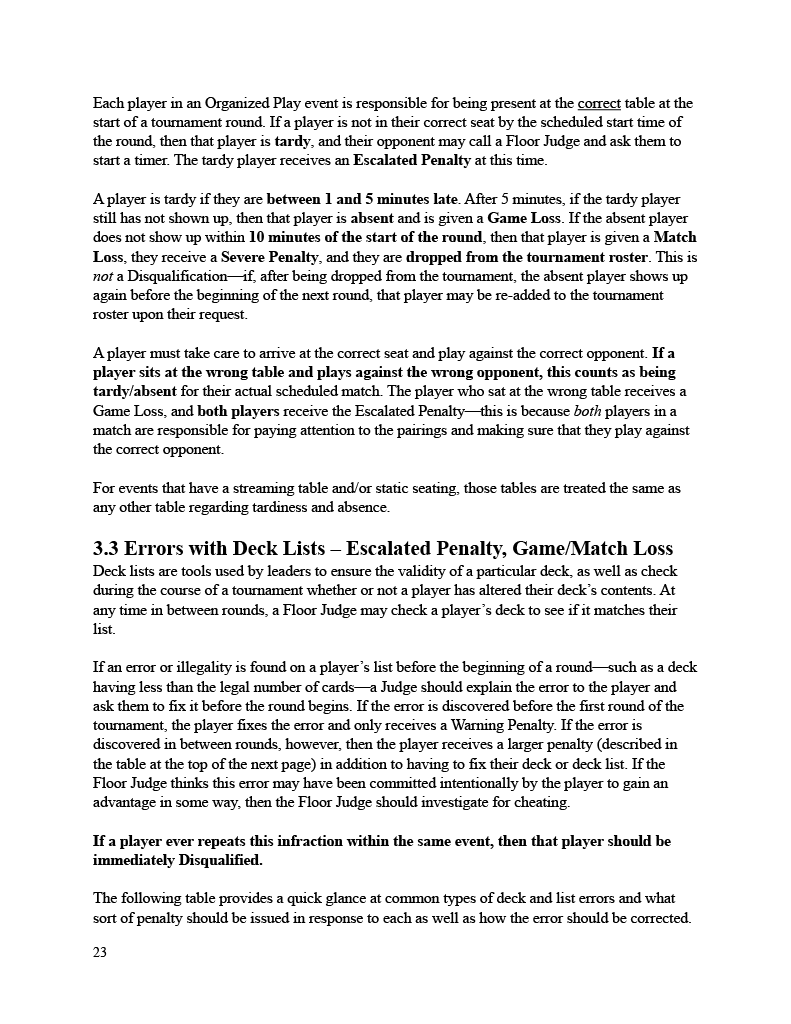 Each player in an Organized Play event is responsible for being present at the correct table at the
start of a tournament round. If a player is not in their correct seat by the scheduled start time of
the round, then that player is tardy, and their opponent may call a Floor Judge and ask them to
start a timer. The tardy player receives an Escalated Penalty at this time.
A player is tardy if they are between 1 and 5 minutes late. After 5 minutes, if the tardy player
still has not shown up, then that player is absent and is given a Game Loss. If the absent player
does not show up within 10 minutes of the start of the round, then that player is given a Match
Loss, they receive a Severe Penalty, and they are dropped from the tournament roster. This is
not a Disqualification—if, after being dropped from the tournament, the absent player shows up
again before the beginning of the next round, that player may be re-added to the tournament
roster upon their request.
A player must take care to arrive at the correct seat and play against the correct opponent. If a
player sits at the wrong table and plays against the wrong opponent, this counts as being
tardy/absent for their actual scheduled match. The player who sat at the wrong table receives a
Game Loss, and both players receive the Escalated Penalty—this is because both players in a
match are responsible for paying attention to the pairings and making sure that they play against
the correct opponent.
For events that have a streaming table and/or static seating, those tables are treated the same as
any other table regarding tardiness and absence.
3.3 Errors with Deck Lists – Escalated Penalty, Game/Match Loss
Deck lists are tools used by leaders to ensure the validity of a particular deck, as well as check
during the course of a tournament whether or not a player has altered their deck’s contents. At
any time in between rounds, a Floor Judge may check a player’s deck to see if it matches their
list.
If an error or illegality is found on a player’s list before the beginning of a round—such as a deck
having less than the legal number of cards—a Judge should explain the error to the player and
ask them to fix it before the round begins. If the error is discovered before the first round of the
tournament, the player fixes the error and only receives a Warning Penalty. If the error is
discovered in between rounds, however, then the player receives a larger penalty (described in
the table at the top of the next page) in addition to having to fix their deck or deck list. If the
Floor Judge thinks this error may have been committed intentionally by the player to gain an
advantage in some way, then the Floor Judge should investigate for cheating.
If a player ever repeats this infraction within the same event, then that player should be
immediately Disqualified.
The following table provides a quick glance at common types of deck and list errors and what
sort of penalty should be issued in response to each as well as how the error should be corrected.
23